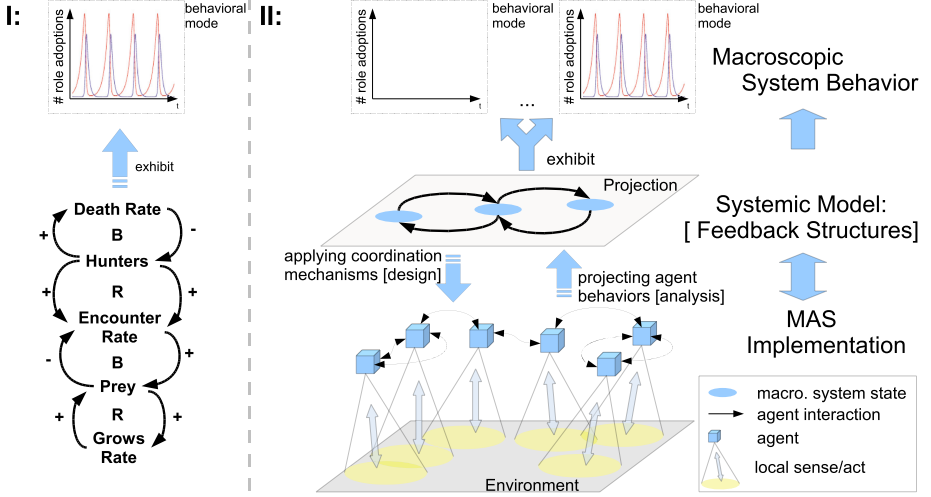 I:
# role adoptions
t
behavioral
mode
exhibit
Death Rate
+
B
-
Hunters
+
R
+
Encounter
Rate
-
B
+
Prey
+
R
+
Grows
Rate
II:
# role adoptions
t
behavioral
mode
...
# role adoptions
t
behavioral
mode
exhibit
Macroscopic
System Behavior
Projection
Systemic Model:
[ Feedback Structures]
applying coordination
mechanisms [design]
projecting agent
behaviors [analysis]
MAS
Implementation
Environment
macro. system state
agent interaction
agent
local sense/act